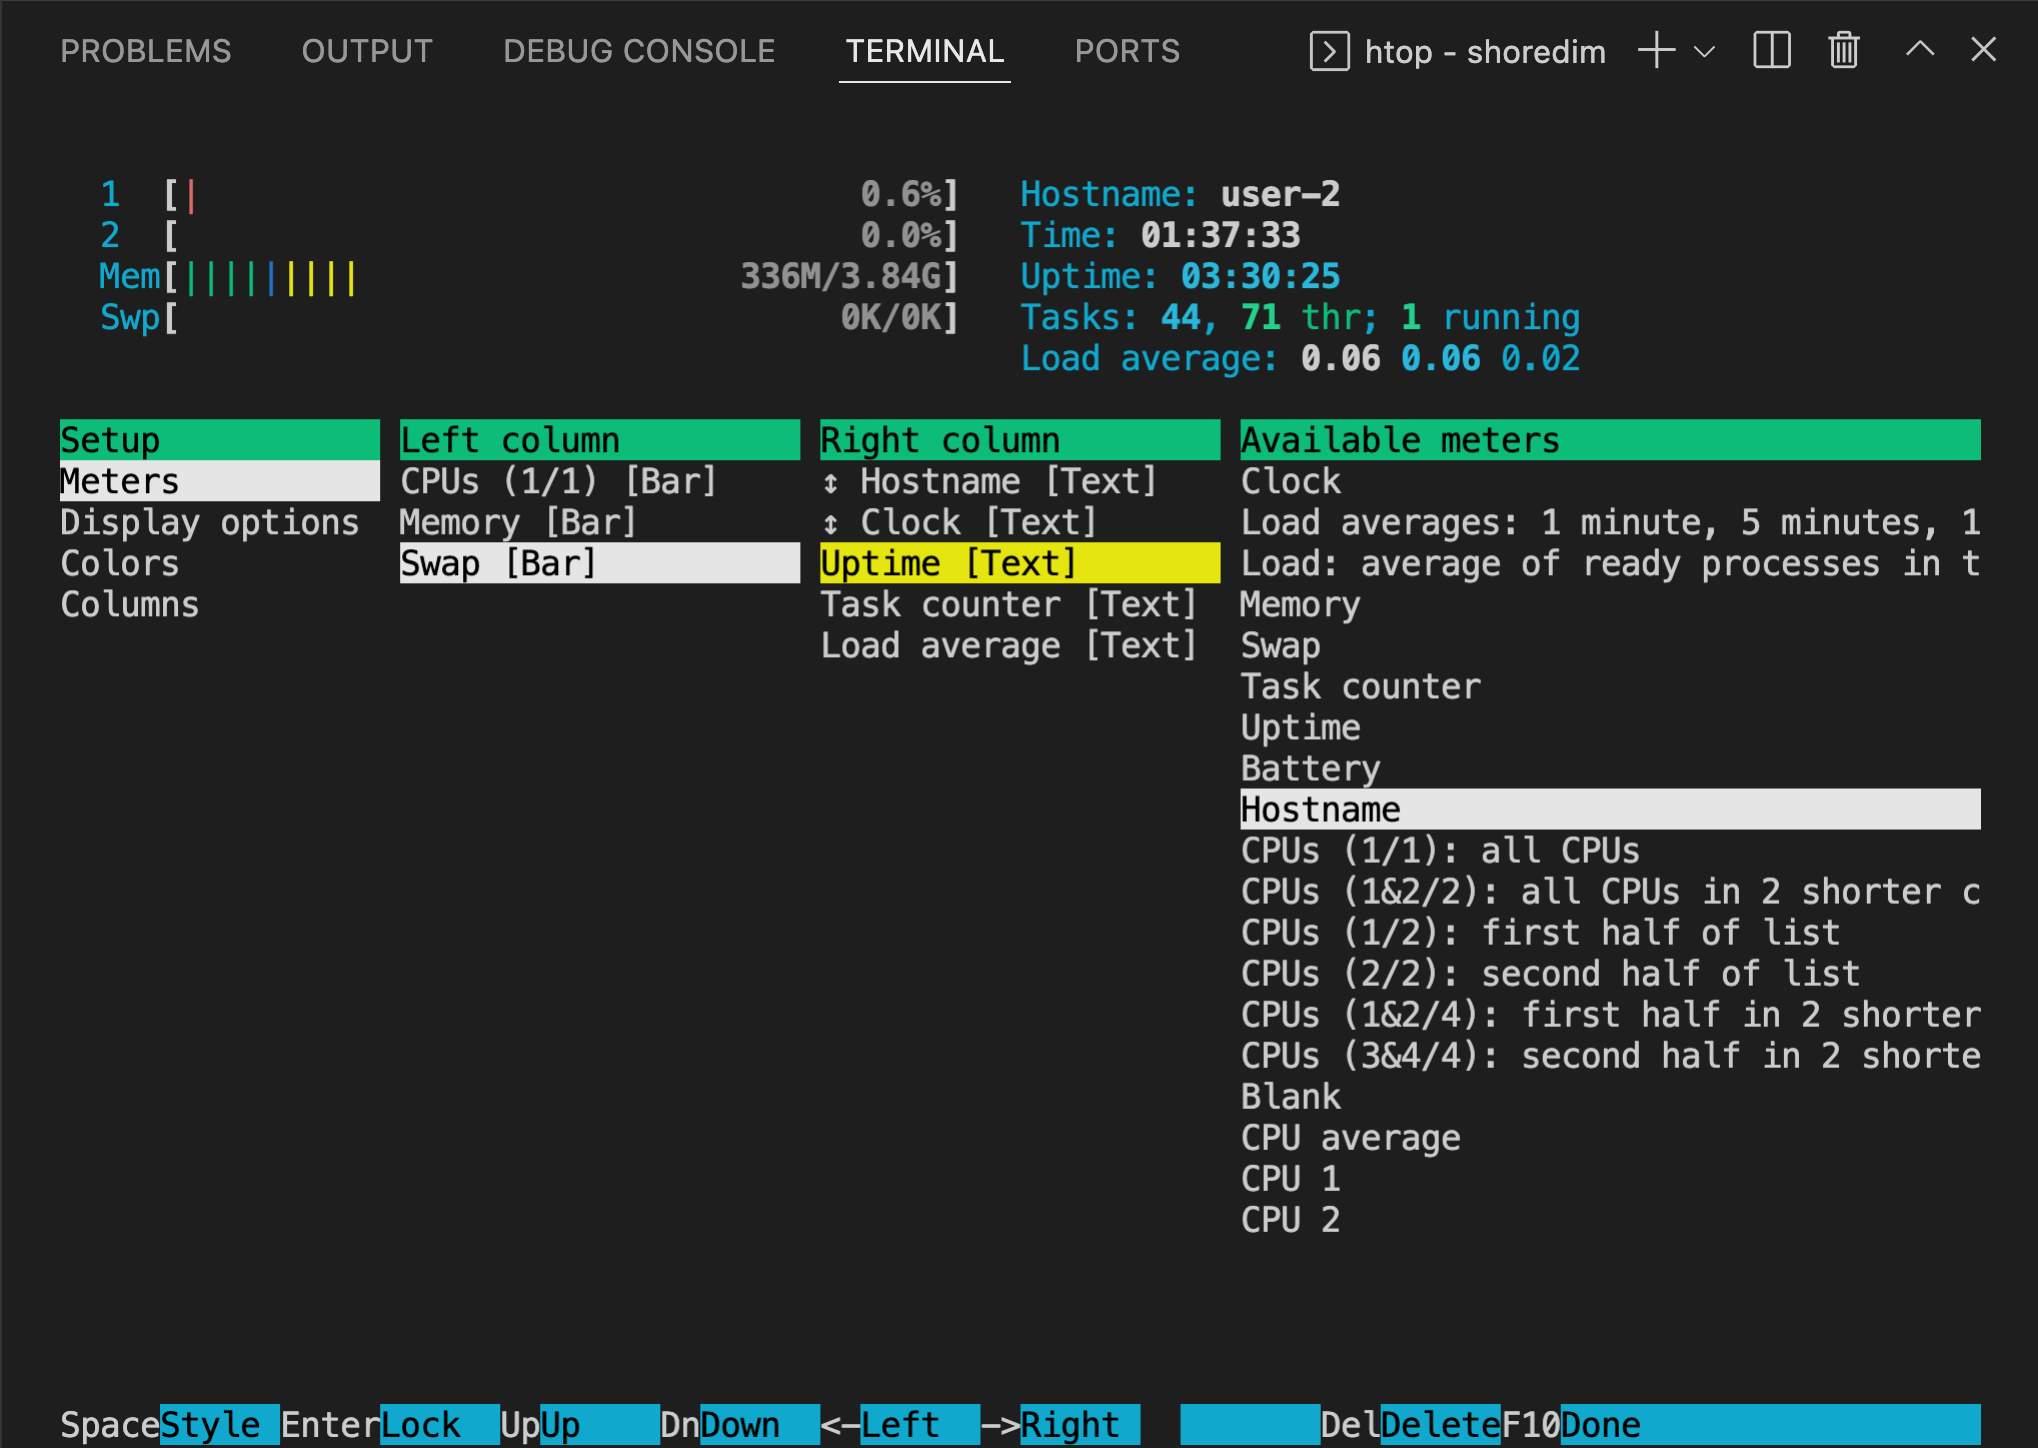 PROBLEMS OUTPUT DEBUG CONSOLE TERMINAL PORTS htop - shoredim
1 [| 0.6%] Hostname: user-2
2 [ 0.0%] Time: 01:37:33
Mem[||||||||| 336M/3.84G] Uptime: 03:30:25
Swp[ 0K/0K] Tasks: 44, 71 thr; 1 running
Load average: 0.06 0.06 0.02
Setup Left column Right column Available meters
Meters CPUs (1/1) [Bar] ↕ Hostname [Text] Clock
Display options Memory [Bar] ↕ Clock [Text] Load averages: 1 minute, 5 minutes, 1
Colors Swap [Bar] Uptime [Text] Load: average of ready processes in t
Columns Task counter [Text] Memory
Load average [Text] Swap
Task counter
Uptime
Battery
Hostname
CPUs (1/1): all CPUs
CPUs (1&2/2): all CPUs in 2 shorter c
CPUs (1/2): first half of list
CPUs (2/2): second half of list
CPUs (1&2/4): first half in 2 shorter
CPUs (3&4/4): second half in 2 shorte
Blank
CPU average
CPU 1
CPU 2
SpaceStyle EnterLock UpUp DnDown <-Left ->Right DelDeleteF10Done